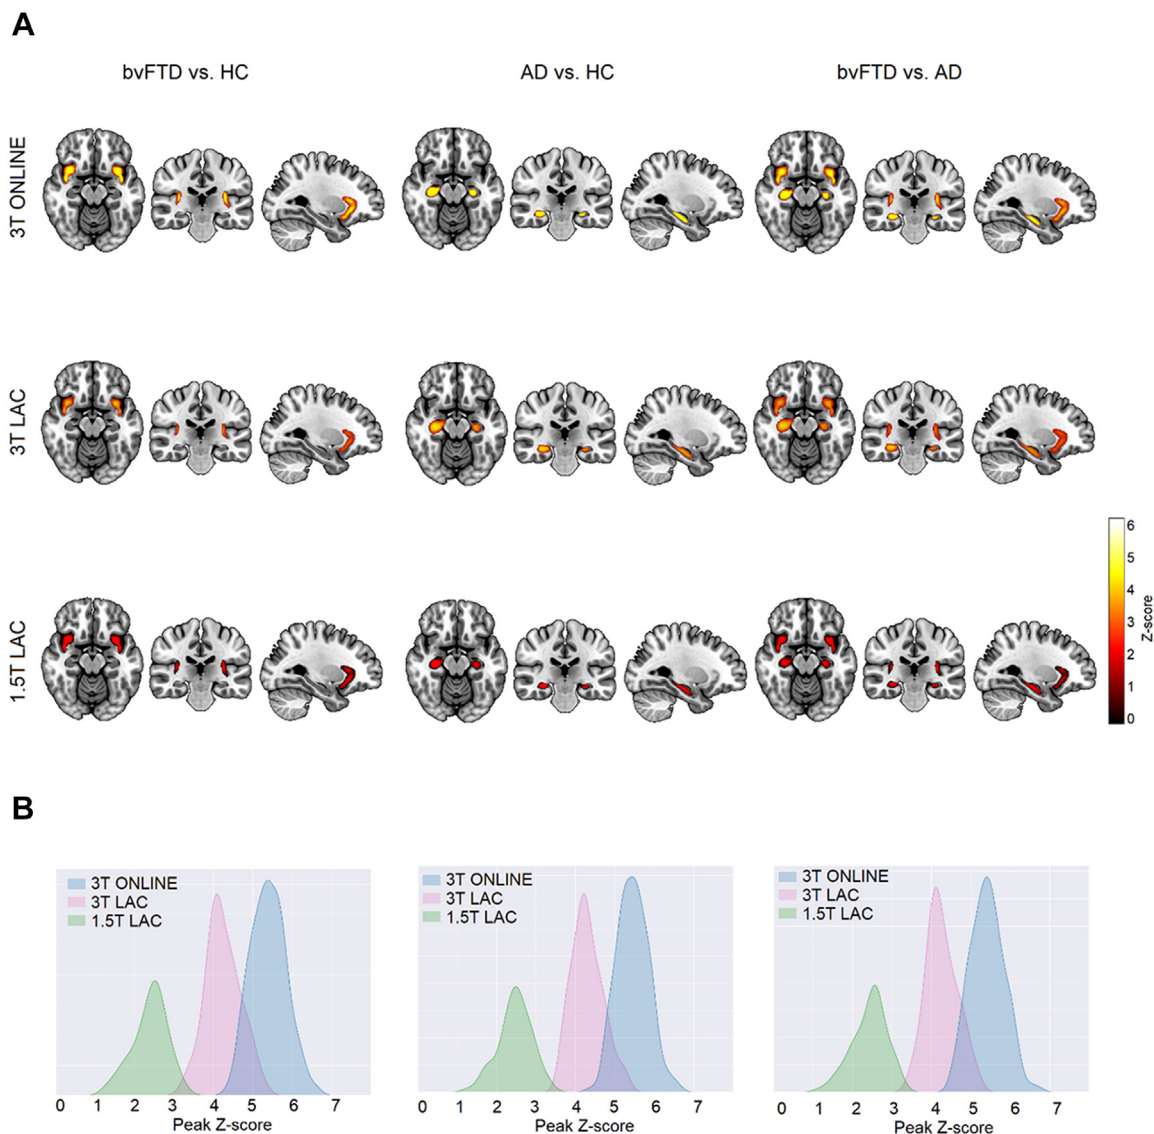 A
bvFTD vs. HC
AD vs. HC
bvFTD vs. AD
3T ONLINE
3T LAC
1.5T LAC
6
5
4
3
2
1
0
Z-score
B
3T ONLINE
3T LAC
1.5T LAC
0 1 2 3 4 5 6 7
Peak Z-score
3T ONLINE
3T LAC
1.5T LAC
0 1 2 3 4 5 6 7
Peak Z-score
3T ONLINE
3T LAC
1.5T LAC
0 1 2 3 4 5 6 7
Peak Z-score